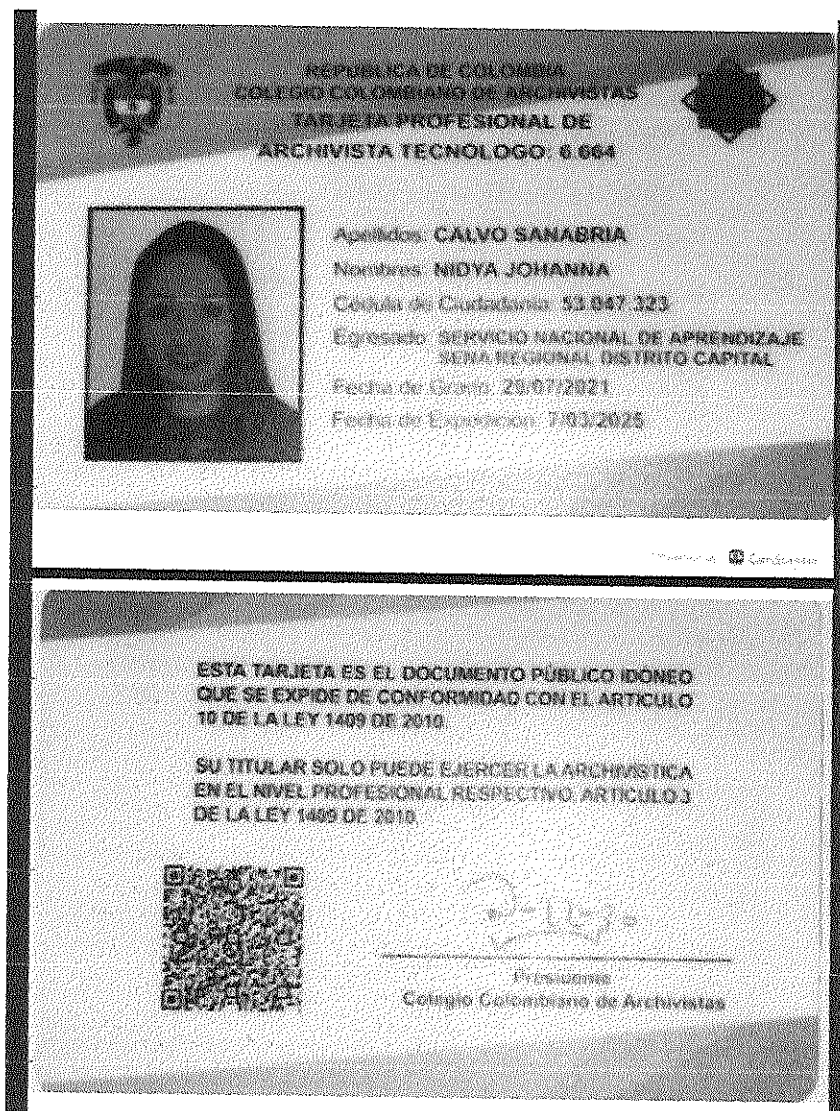 REPUBLICA DE COLOMBIA
COLEGIO COLOMBIANO DE ARCHIVISTAS
TARJETA PROFESIONAL DE
ARCHIVISTA TECNOLOGO: 6.664
Apellidos: CALVO SANABRIA
Nombres: NIDYA JOHANNA
Cedula de Ciudadania: 53.047.323
Egresado: SERVICIO NACIONAL DE APRENDIZAJE
SENA REGIONAL DISTRITO CAPITAL
Fecha de Grado: 29/07/2021
Fecha de Expedición: 7/03/2025
CamScanner
ESTA TARJETA ES EL DOCUMENTO PÚBLICO IDONEO
QUE SE EXPIDE DE CONFORMIDAD CON EL ARTICULO
10 DE LA LEY 1409 DE 2010
SU TITULAR SOLO PUEDE EJERCER LA ARCHIVISTICA
EN EL NIVEL PROFESIONAL RESPECTIVO. ARTICULO 3
DE LA LEY 1409 DE 2010.
Presidente
Colegio Colombiano de Archivistas